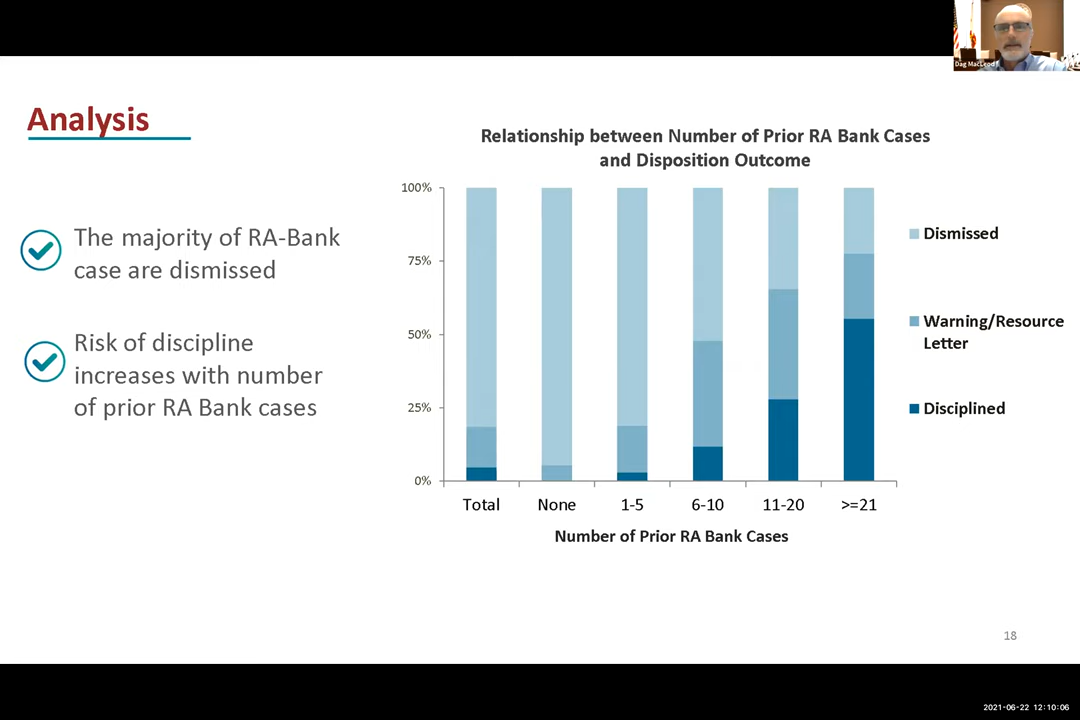 Dag MacLeod
Analysis
The majority of RA-Bank
case are dismissed
Risk of discipline
increases with number
of prior RA Bank cases
Relationship between Number of Prior RA Bank Cases
and Disposition Outcome
100%
75%
50%
25%
0%
Total None 1-5 6-10 11-20 >=21
Number of Prior RA Bank Cases
Dismissed
Warning/Resource
Letter
Disciplined
18
2021-06-22 12:10:06